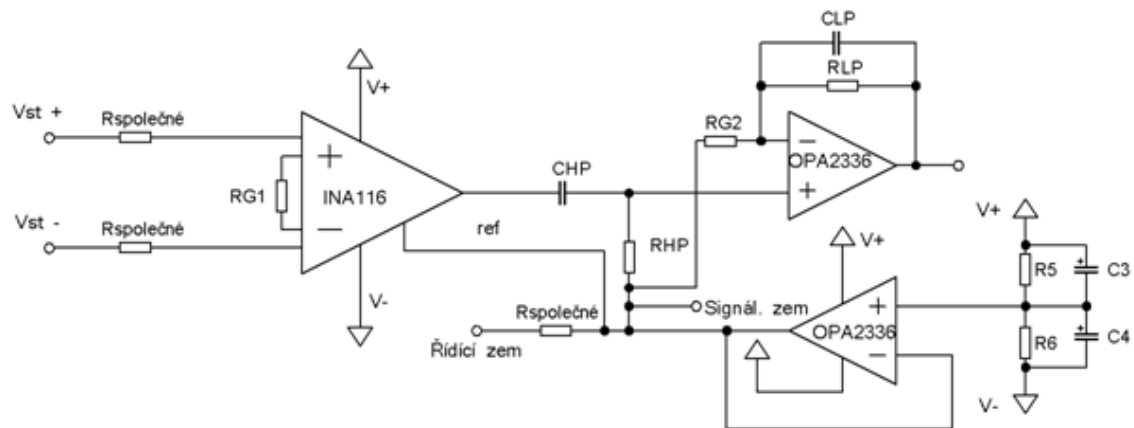 CLP
RLP
V+
Vst +
Rspolečné
RG2
OPA2336
RG1
INA116
CHP
V+
Vst -
Rspolečné
ref
RHP
V+
R5
C3
V-
Rspolečné
Signál. zem
OPA2336
R6
C4
Řídící zem
V-